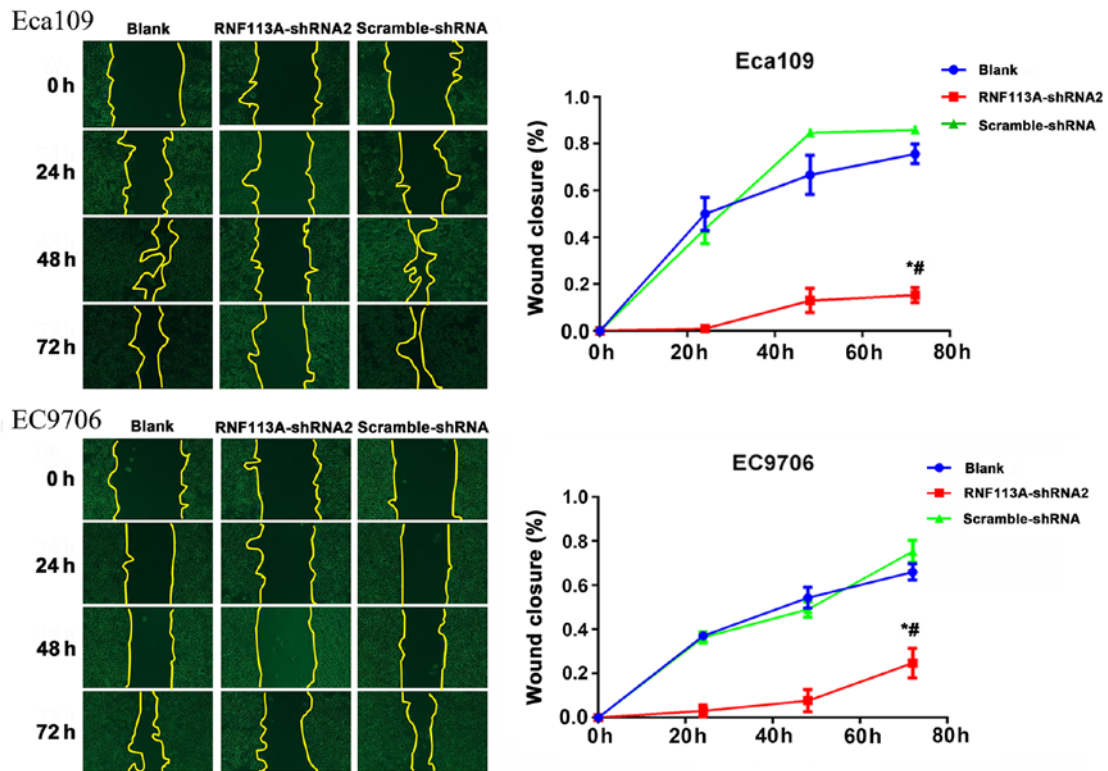 Eca109
Blank RNF113A-shRNA2 Scramble-shRNA
0 h
24 h
48 h
72 h
Eca109
Blank
RNF113A-shRNA2
Scramble-shRNA
Wound closure (%)
1.0
0.8
0.6
0.4
0.2
0.0
*#
0h 20h 40h 60h 80h
EC9706
Blank RNF113A-shRNA2 Scramble-shRNA
0 h
24 h
48 h
72 h
EC9706
Blank
RNF113A-shRNA2
Scramble-shRNA
Wound closure (%)
1.0
0.8
0.6
0.4
0.2
0.0
*#
0h 20h 40h 60h 80h